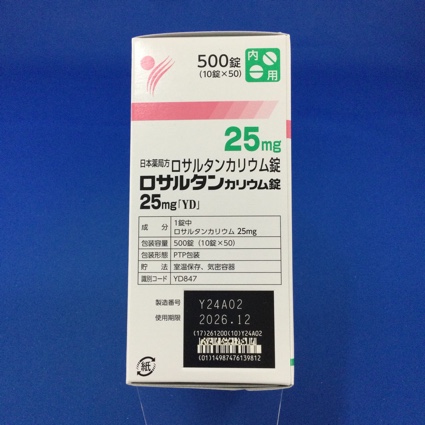 500錠
(10錠×50)
内 用
25mg
日本薬局方 ロサルタンカリウム錠
ロサルタンカリウム錠
25mg「YD」
成分 1錠中
ロサルタンカリウム 25mg
包装容量 500錠（10錠×50）
包装形態 PTP包装
貯法 室温保存、気密容器
識別コード YD847
製造番号 Y24A02
使用期限 2026.12
(17)261200(10)Y24A02
(01)14987476139812
紙